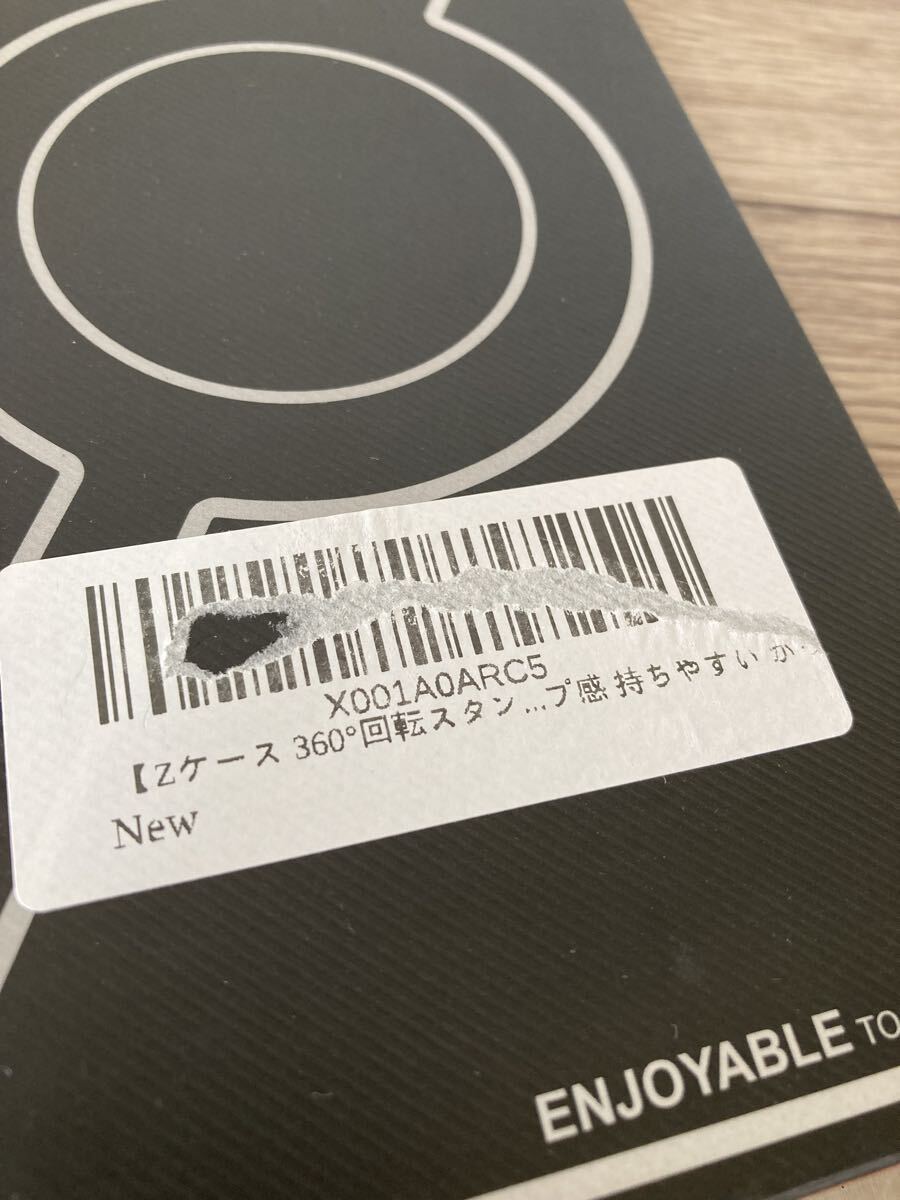 X001A0ARC5
【Zケース 360°回転スタン...プ感 持ちやすい か
New
ENJOYABLE TO